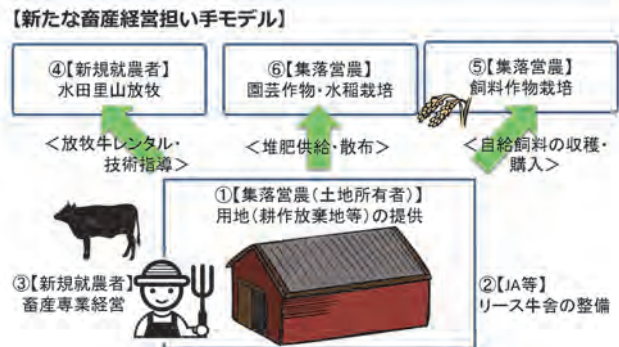 【新たな畜産経営担い手モデル】
④【新規就農者】
水田里山放牧
⑥【集落営農】
園芸作物・水稲栽培
⑤【集落営農】
飼料作物栽培
＜放牧牛レンタル・
技術指導＞
＜堆肥供給・散布＞
＜自給飼料の収穫・
購入＞
①【集落営農（土地所有者）】
用地（耕作放棄地等）の提供
③【新規就農者】
畜産専業経営
②【JA等】
リース牛舎の整備